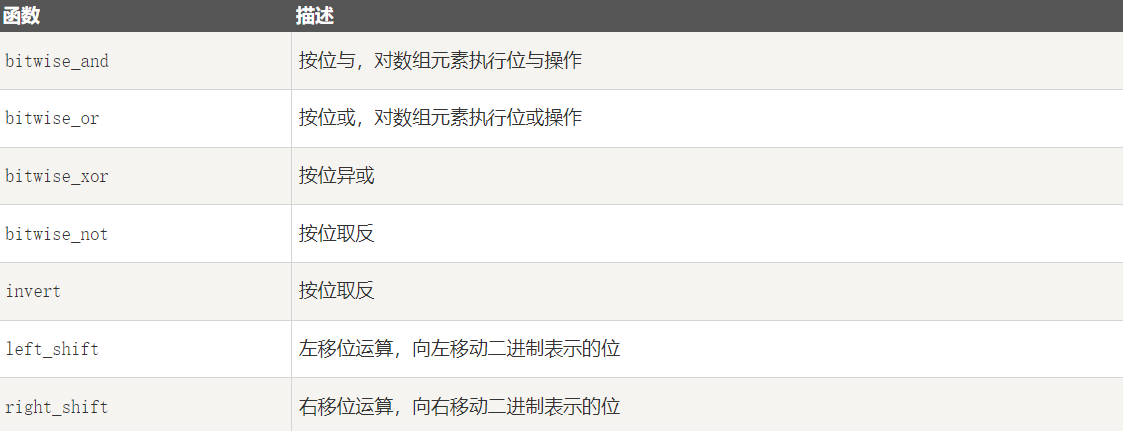 函数 描述
bitwise_and 按位与，对数组元素执行位与操作
bitwise_or 按位或，对数组元素执行位或操作
bitwise_xor 按位异或
bitwise_not 按位取反
invert 按位取反
left_shift 左移位运算，向左移动二进制表示的位
right_shift 右移位运算，向右移动二进制表示的位